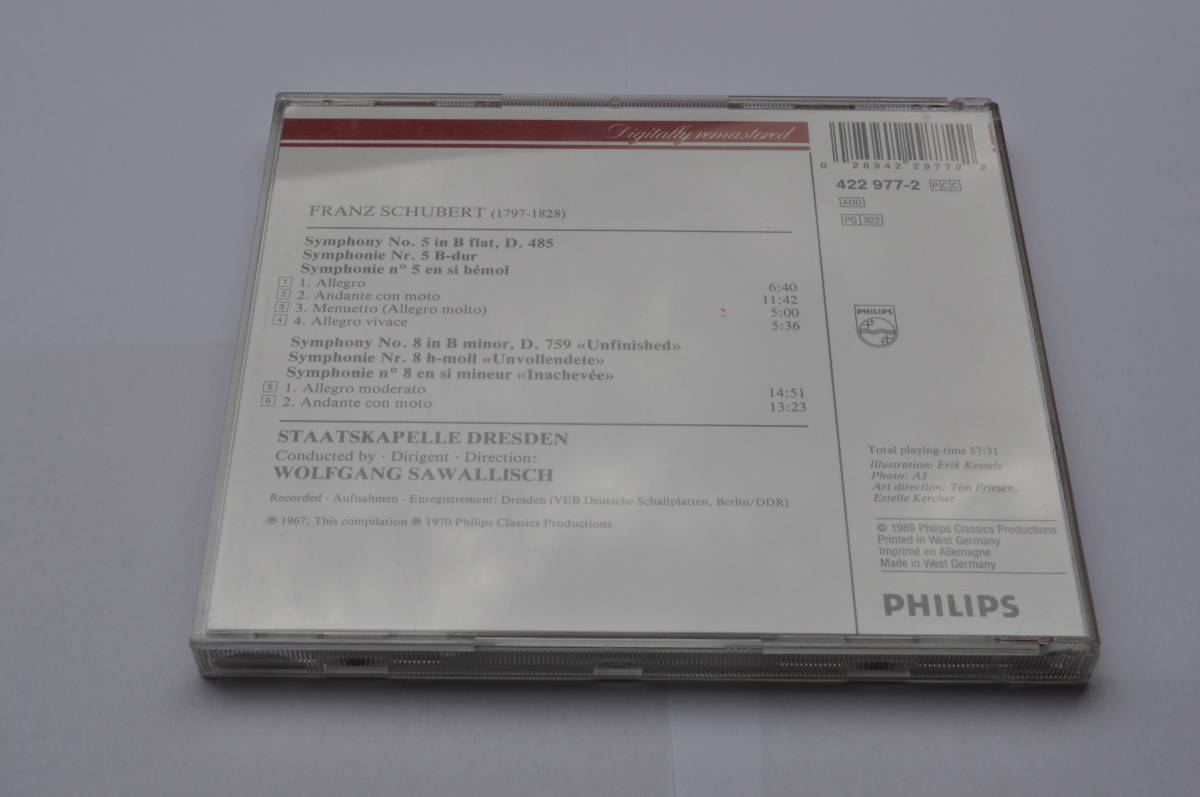 Digitally remastered
FRANZ SCHUBERT (1797-1828)
Symphony No. 5 in B flat, D. 485
Symphonie Nr. 5 B-dur
Symphonie n° 5 en si bémol
1 1. Allegro 6:40
2 2. Andante con moto 11:42
3 3. Menuetto (Allegro molto) 5:00
4 4. Allegro vivace 5:36
Symphony No. 8 in B minor, D. 759 «Unfinished»
Symphonie Nr. 8 h-moll «Unvollendete»
Symphonie n° 8 en si mineur «Inachevée»
5 1. Allegro moderato 14:51
6 2. Andante con moto 13:23
STAATSKAPELLE DRESDEN
Conducted by · Dirigent · Direction:
WOLFGANG SAWALLISCH
Recorded · Aufnahmen · Enregistrement: Dresden (VEB Deutsche Schallplatten, Berlin/DDR)
℗ 1967; This compilation ℗ 1970 Philips Classics Productions
0 28942 29772 2
422 977-2 PCC
ADD
PG 922
PHILIPS
Total playing-time 57:31
Illustration: Erik Kessels
Photo: A3
Art direction: Ton Friesen,
Estelle Kercher
© 1989 Philips Classics Productions
Printed in West Germany
Imprimé en Allemagne
Made in West Germany
PHILIPS